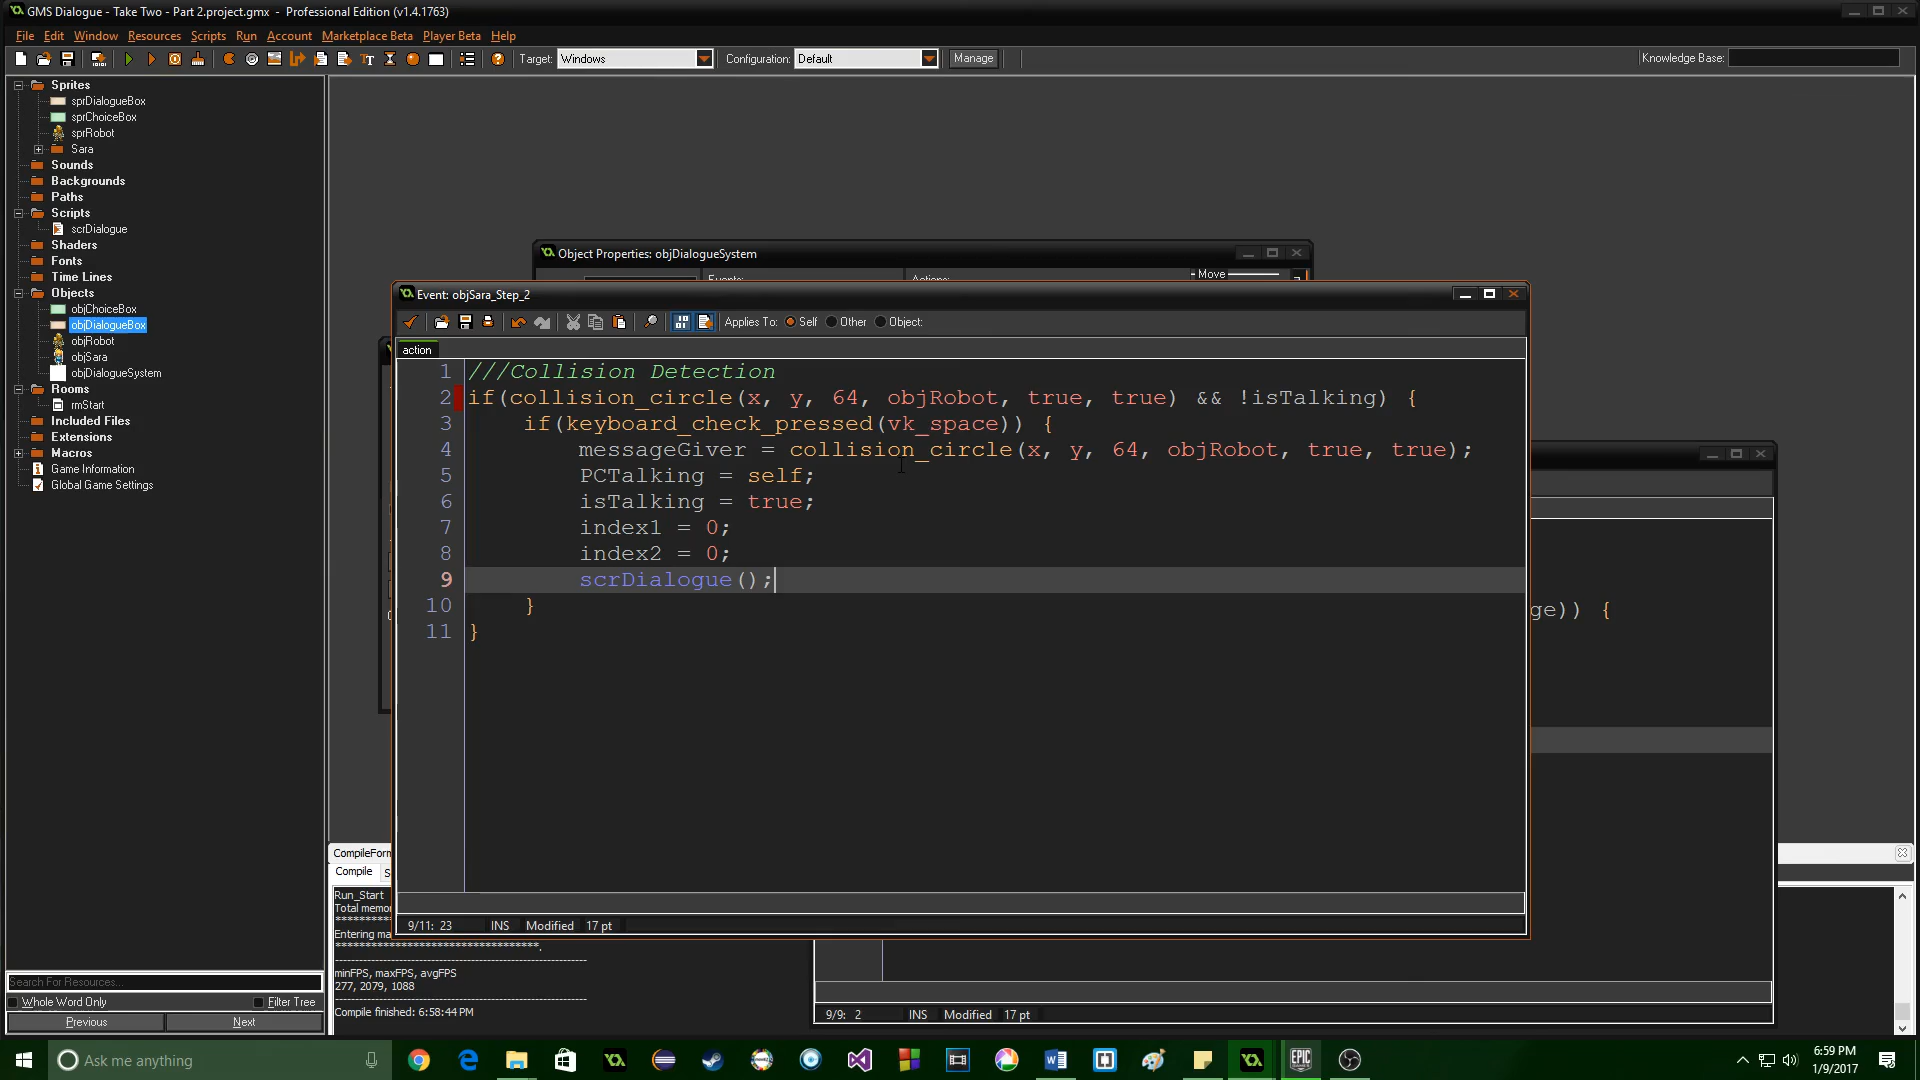 GMS Dialogue - Take Two - Part 2.project.gmx - Professional Edition (v1.4.1763)
File Edit Window Resources Scripts Run Account Marketplace Beta Player Beta Help
Target: Windows Configuration: Default Manage Knowledge Base:
Sprites
sprDialogueBox
sprChoiceBox
sprRobot
Sara
Sounds
Backgrounds
Paths
Scripts
scrDialogue
Shaders
Fonts
Time Lines
Objects
objChoiceBox
objDialogueBox
objRobot
objSara
objDialogueSystem
Rooms
rmStart
Included Files
Extensions
Macros
Game Information
Global Game Settings
Search For Resources...
Whole Word Only Filter Tree
Previous Next
Object Properties: objDialogueSystem
Move
Event: objSara_Step_2
Applies To: Self Other Object:
action
1 ///Collision Detection
2 if(collision_circle(x, y, 64, objRobot, true, true) && !isTalking) {
3 if(keyboard_check_pressed(vk_space)) {
4 messageGiver = collision_circle(x, y, 64, objRobot, true, true);
5 PCTalking = self;
6 isTalking = true;
7 index1 = 0;
8 index2 = 0;
9 scrDialogue();
10 }
11 }
9/11: 23 INS Modified 17 pt
ge)) {
CompileForm
Compile S
Run_Start
Total memo
***************
Entering ma
**********************************.
minFPS, maxFPS, avgFPS
277, 2079, 1088
Compile finished: 6:58:44 PM
9/9: 2 INS Modified 17 pt
Ask me anything
6:59 PM
1/9/2017